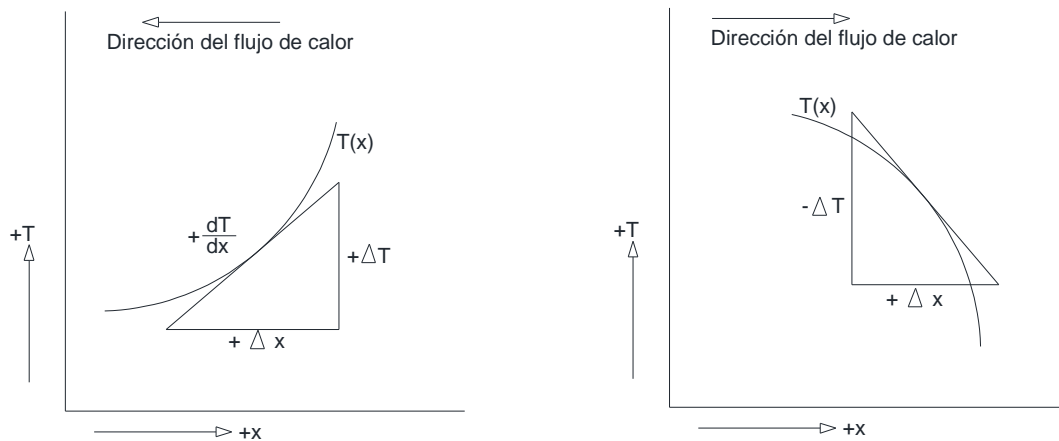 Dirección del flujo de calor
T(x)
+dT/dx
+T
+ΔT
+ Δ x
+x
Dirección del flujo de calor
T(x)
-ΔT
+T
+ Δ x
+x